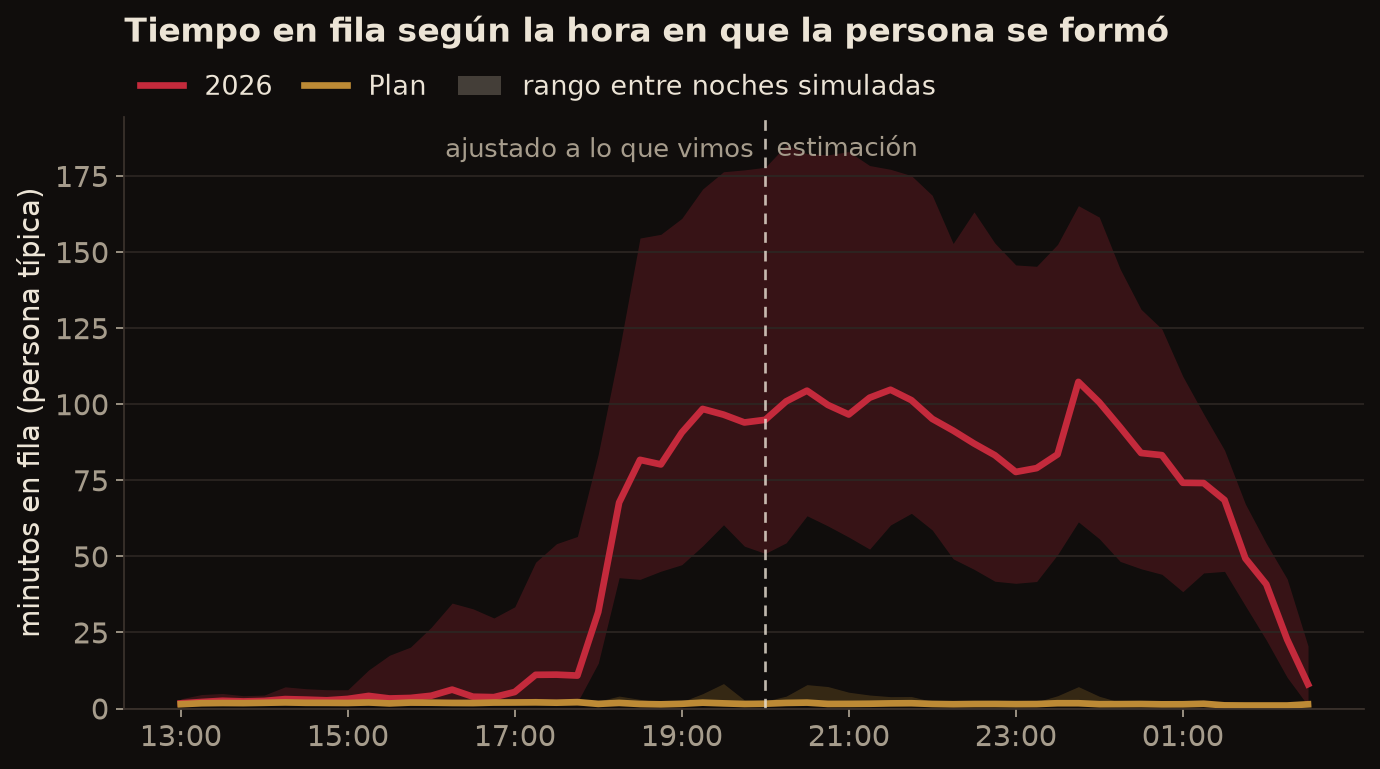 Tiempo en fila según la hora en que la persona se formó
2026 Plan rango entre noches simuladas
ajustado a lo que vimos estimación
minutos en fila (persona típica)
175
150
125
100
75
50
25
0
13:00 15:00 17:00 19:00 21:00 23:00 01:00